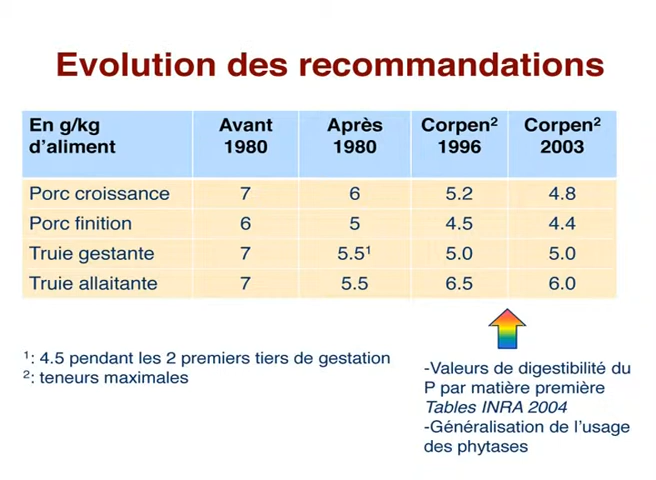 Evolution des recommandations
En g/kg d'aliment | Avant 1980 | Après 1980 | Corpen² 1996 | Corpen² 2003
Porc croissance 7 6 5.2 4.8
Porc finition 6 5 4.5 4.4
Truie gestante 7 5.5¹ 5.0 5.0
Truie allaitante 7 5.5 6.5 6.0
¹: 4.5 pendant les 2 premiers tiers de gestation
²: teneurs maximales
-Valeurs de digestibilité du
P par matière première
Tables INRA 2004
-Généralisation de l'usage
des phytases